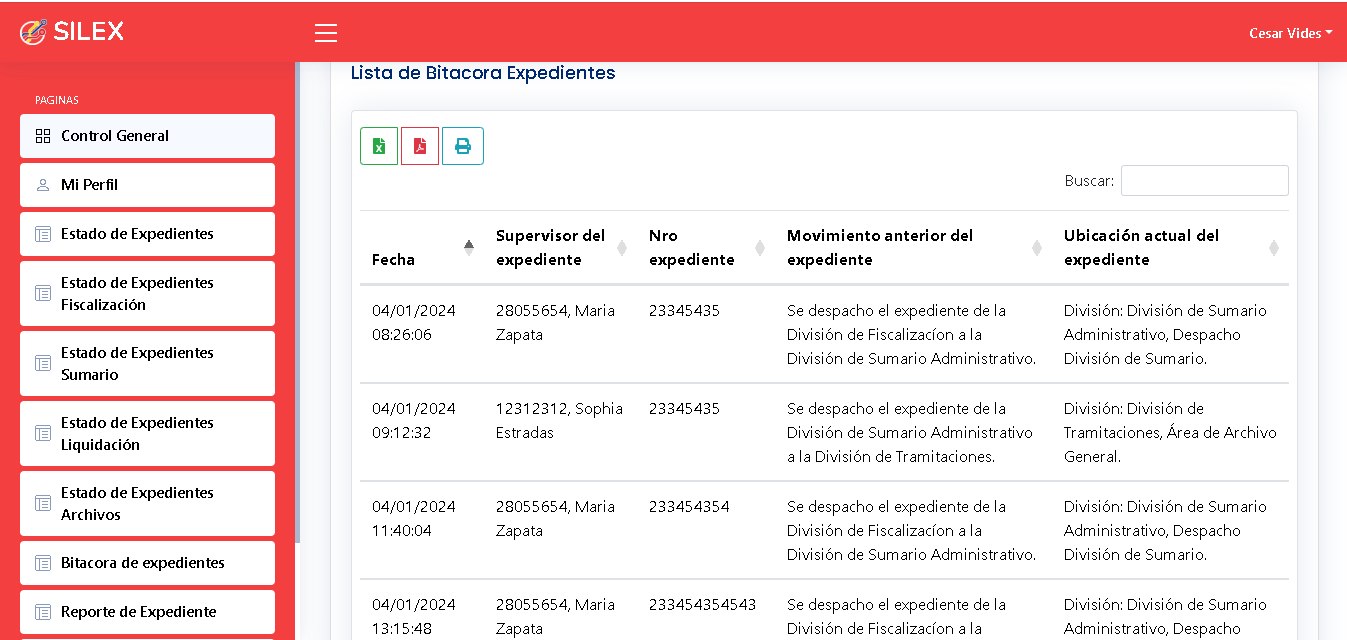 SILEX
Cesar Vides
PAGINAS
Control General
Mi Perfil
Estado de Expedientes
Estado de Expedientes
Fiscalización
Estado de Expedientes
Sumario
Estado de Expedientes
Liquidación
Estado de Expedientes
Archivos
Bitacora de expedientes
Reporte de Expediente
Lista de Bitacora Expedientes
Buscar:
Fecha
Supervisor del
expediente
Nro
expediente
Movimiento anterior del
expediente
Ubicación actual del
expediente
04/01/2024
08:26:06
28055654, Maria
Zapata
23345435
Se despacho el expediente de la
División de Fiscalizacíon a la
División de Sumario Administrativo.
División: División de Sumario
Administrativo, Despacho
División de Sumario.
04/01/2024
09:12:32
12312312, Sophia
Estradas
23345435
Se despacho el expediente de la
División de Sumario Administrativo
a la División de Tramitaciones.
División: División de
Tramitaciones, Área de Archivo
General.
04/01/2024
11:40:04
28055654, Maria
Zapata
233454354
Se despacho el expediente de la
División de Fiscalizacíon a la
División de Sumario Administrativo.
División: División de Sumario
Administrativo, Despacho
División de Sumario.
04/01/2024
13:15:48
28055654, Maria
Zapata
233454354543
Se despacho el expediente de la
División de Fiscalizacíon a la
División: División de Sumario
Administrativo, Despacho